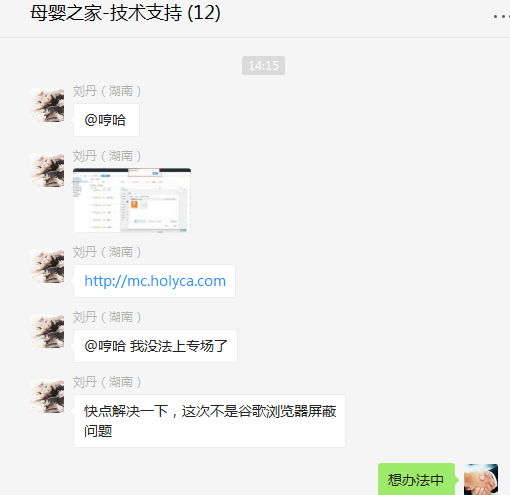 母婴之家-技术支持 (12)
14:15
刘丹（湖南）
@哼哈
刘丹（湖南）
刘丹（湖南）
http://mc.holyca.com
刘丹（湖南）
@哼哈 我没法上专场了
刘丹（湖南）
快点解决一下，这次不是谷歌浏览器屏蔽
问题
想办法中